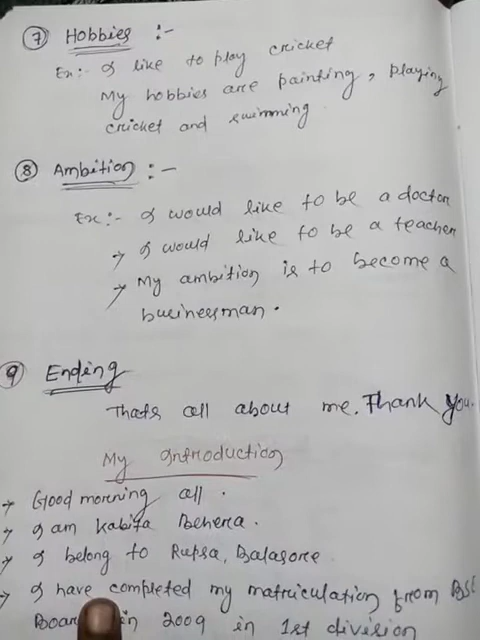 ⑦ Hobbies :-
Ex:- I like to play cricket
My hobbies are painting, playing
cricket and swimming.
⑧ Ambition :-
Ex:- I would like to be a doctor
→ I would like to be a teacher
→ My ambition is to become a
businessman.
⑨ Ending
Thats all about me. Thank you.
My Introduction
→ Good morning all.
→ I am Kabita Behera.
→ I belong to Rupsa, Balasore
→ I have completed my matriculation from BSE
Board in 2009 in 1st division